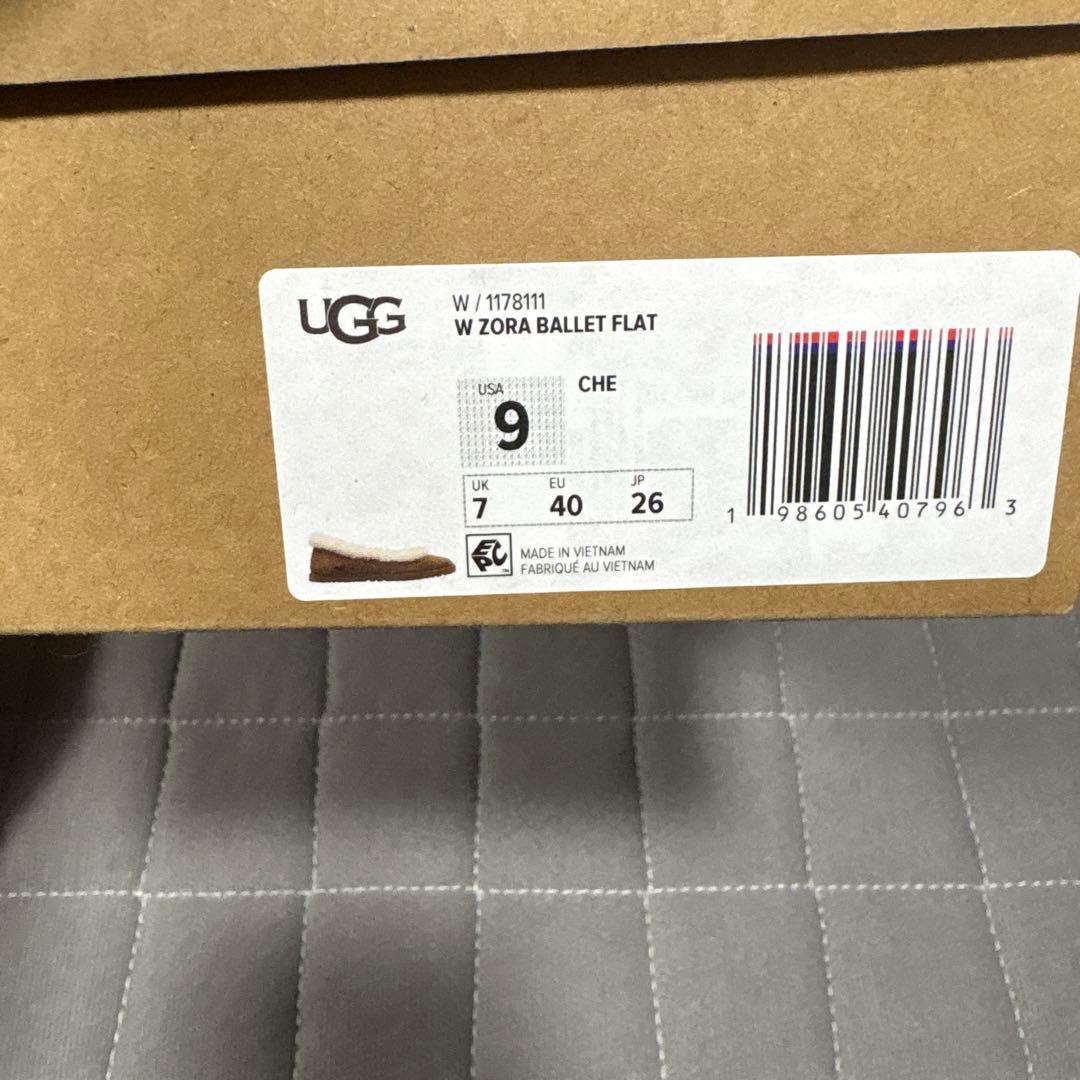 UGG
W / 1178111
W ZORA BALLET FLAT
USA
9
CHE
UK
7
EU
40
JP
26
EPC
MADE IN VIETNAM
FABRIQUÉ AU VIETNAM
1 98605 40796 3